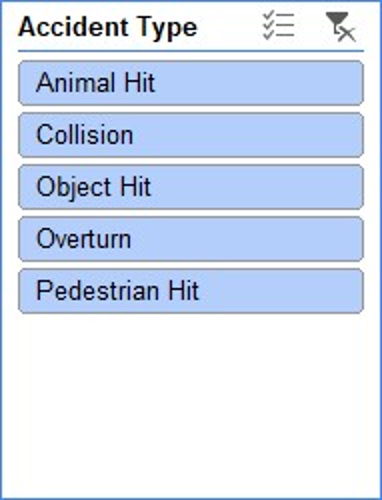 Accident Type
Animal Hit
Collision
Object Hit
Overturn
Pedestrian Hit